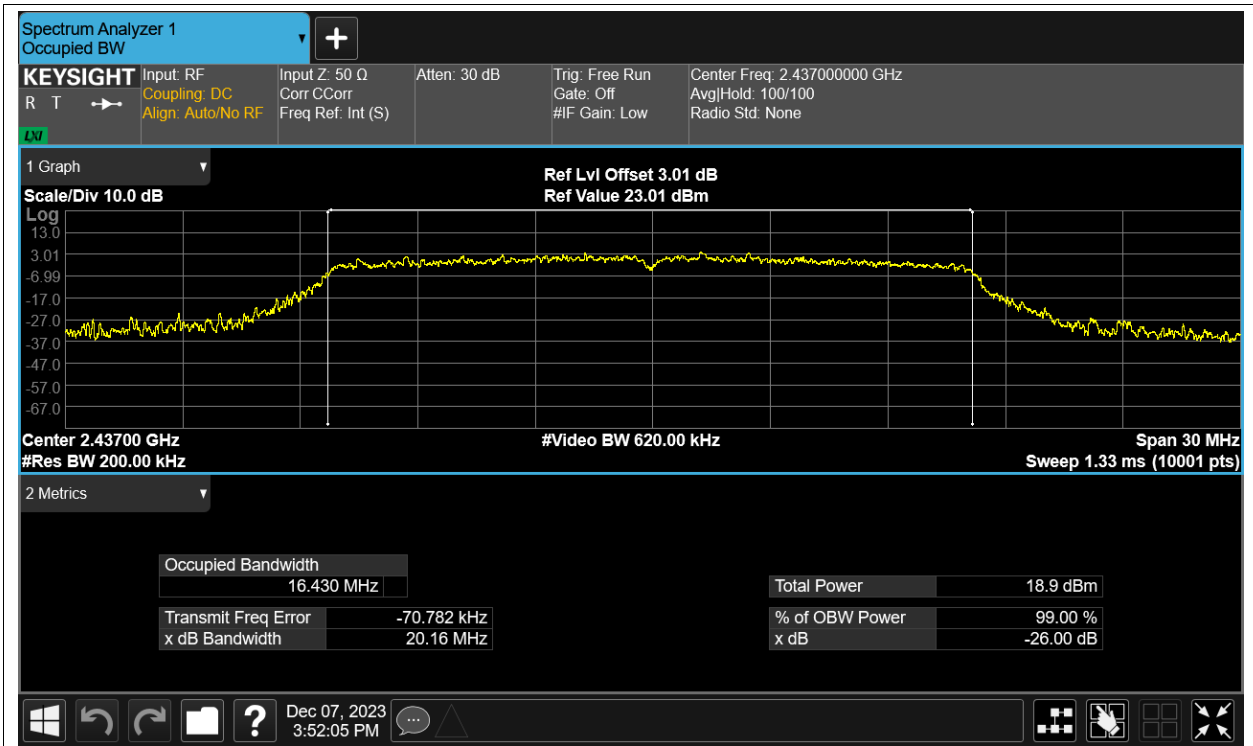 Spectrum Analyzer 1
Occupied BW
KEYSIGHT
R T
LXI
Input: RF
Coupling: DC
Align: Auto/No RF
Input Z: 50 Ω
Corr CCorr
Freq Ref: Int (S)
Atten: 30 dB
Trig: Free Run
Gate: Off
#IF Gain: Low
Center Freq: 2.437000000 GHz
Avg|Hold: 100/100
Radio Std: None
1 Graph
Scale/Div 10.0 dB
Ref Lvl Offset 3.01 dB
Ref Value 23.01 dBm
Log
13.0
3.01
-6.99
-17.0
-27.0
-37.0
-47.0
-57.0
-67.0
Center 2.43700 GHz
#Video BW 620.00 kHz
Span 30 MHz
#Res BW 200.00 kHz
Sweep 1.33 ms (10001 pts)
2 Metrics
Occupied Bandwidth
16.430 MHz
Total Power 18.9 dBm
Transmit Freq Error -70.782 kHz
% of OBW Power 99.00 %
x dB Bandwidth 20.16 MHz
x dB -26.00 dB
?
Dec 07, 2023
3:52:05 PM